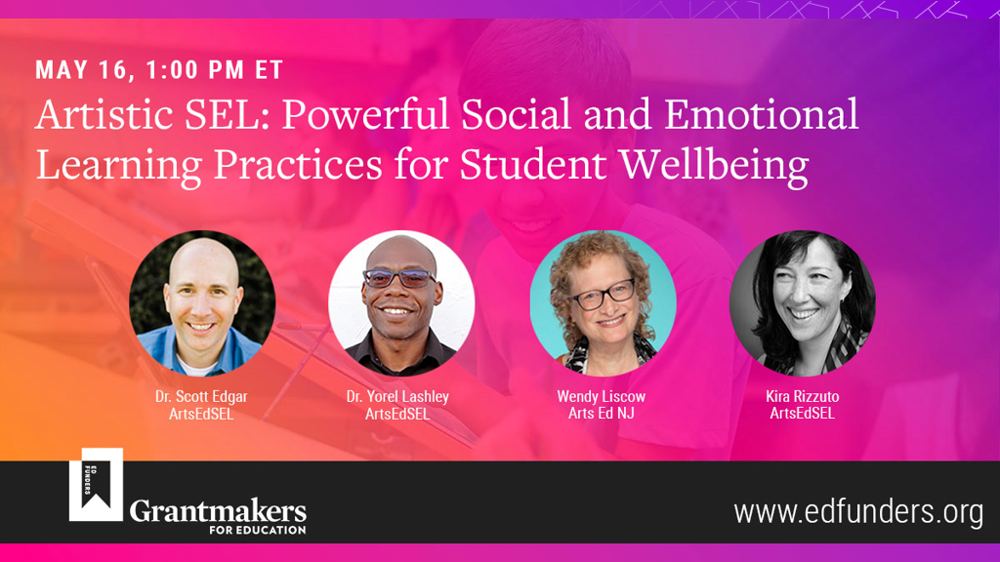 MAY 16, 1:00 PM ET
Artistic SEL: Powerful Social and Emotional
Learning Practices for Student Wellbeing
Dr. Scott Edgar
ArtsEdSEL
Dr. Yorel Lashley
ArtsEdSEL
Wendy Liscow
Arts Ed NJ
Kira Rizzuto
ArtsEdSEL
ED
FUNDERS
Grantmakers
FOR EDUCATION
www.edfunders.org